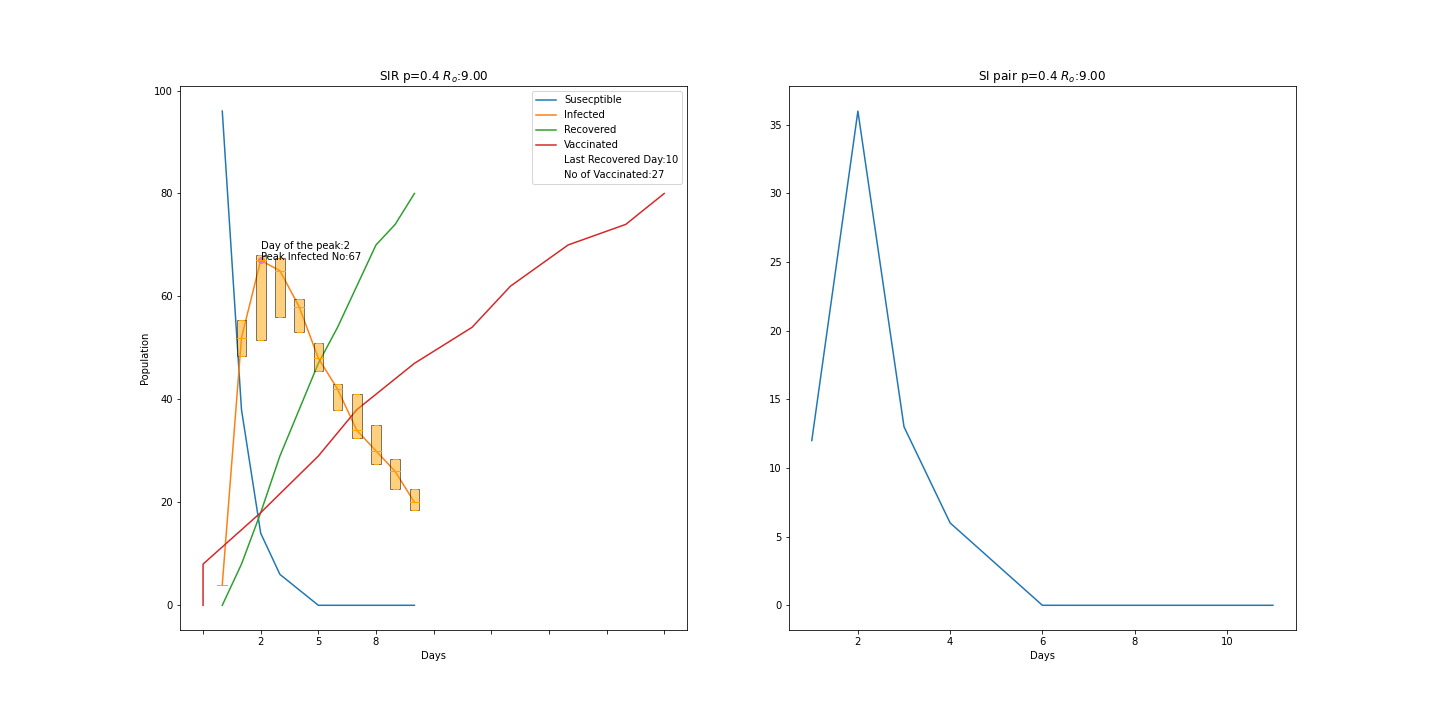 SIR p=0.4 Rₒ:9.00
100
80
60
40
20
0
Population
Susecptible
Infected
Recovered
Vaccinated
Last Recovered Day:10
No of Vaccinated:27
Day of the peak:2
Peak Infected No:67
2 5 8
Days
SI pair p=0.4 Rₒ:9.00
35
30
25
20
15
10
5
0
2 4 6 8 10
Days